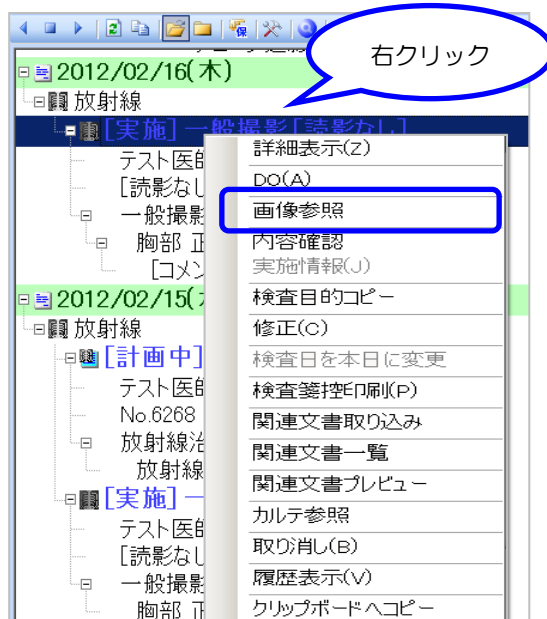 右クリック
2012/02/16(木)
放射線
[実施] 一般撮影 [読影なし]
テスト医師
[読影なし
一般撮影
胸部 正
[コメン
2012/02/15(
放射線
[計画中]
テスト医師
No.6268
放射線治
放射線
[実施] 一
テスト医師
[読影なし
一般撮影
胸部 正
詳細表示(Z)
DO(A)
画像参照
内容確認
実施情報(J)
検査目的コピー
修正(C)
検査日を本日に変更
検査箋控印刷(P)
関連文書取り込み
関連文書一覧
関連文書プレビュー
カルテ参照
取り消し(B)
履歴表示(V)
クリップボードへコピー